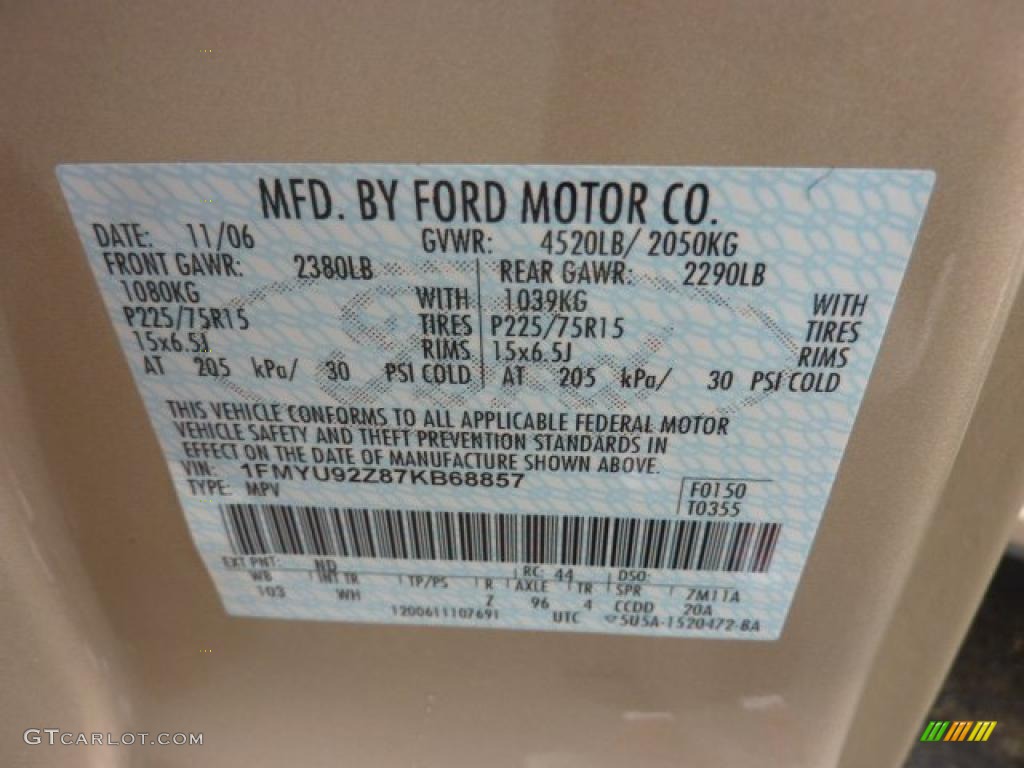 MFD. BY FORD MOTOR CO.
DATE: 11/06 GVWR: 4520LB/ 2050KG
FRONT GAWR: 2380LB REAR GAWR: 2290LB
1080KG WITH 1039KG WITH
P225/75R15 TIRES P225/75R15 TIRES
15x6.5J RIMS 15x6.5J RIMS
AT 205 kPa/ 30 PSI COLD AT 205 kPa/ 30 PSI COLD
THIS VEHICLE CONFORMS TO ALL APPLICABLE FEDERAL MOTOR
VEHICLE SAFETY AND THEFT PREVENTION STANDARDS IN
EFFECT ON THE DATE OF MANUFACTURE SHOWN ABOVE.
VIN: 1FMYU92Z87KB68857
TYPE: MPV F0150
T0355
EXT PNT: ND RC: 44 DSO:
WB INT TR TP/PS R AXLE TR SPR 7M11A
103 WH Z 96 4 CCDD 20A
1200611107691 UTC 5U5A-1520472-BA
GTCARLOT.COM